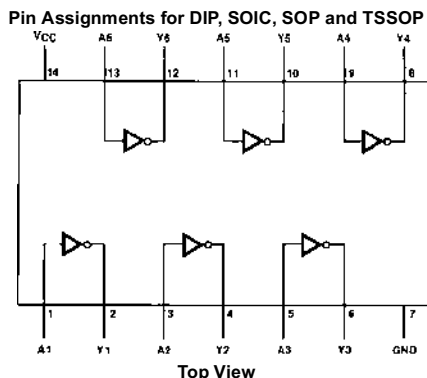 Pin Assignments for DIP, SOIC, SOP and TSSOP
VCC A6 Y6 A5 Y5 A4 Y4
14 13 12 11 10 9 8
1 2 3 4 5 6 7
A1 Y1 A2 Y2 A3 Y3 GND
Top View